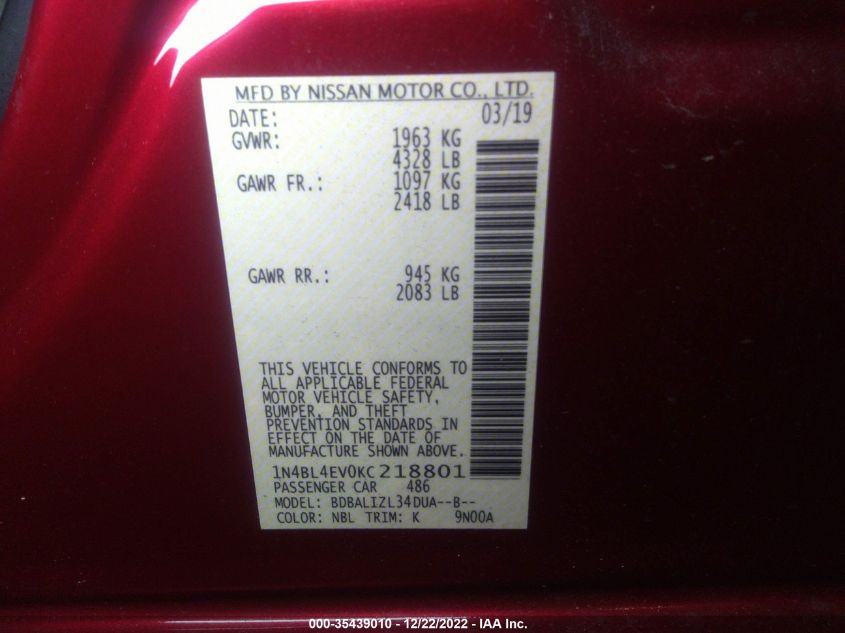 MFD BY NISSAN MOTOR CO., LTD.
DATE: 03/19
GVWR: 1963 KG
4328 LB
GAWR FR.: 1097 KG
2418 LB
GAWR RR.: 945 KG
2083 LB
THIS VEHICLE CONFORMS TO
ALL APPLICABLE FEDERAL
MOTOR VEHICLE SAFETY,
BUMPER, AND THEFT
PREVENTION STANDARDS IN
EFFECT ON THE DATE OF
MANUFACTURE SHOWN ABOVE.
1N4BL4EV0KC218801
PASSENGER CAR 486
MODEL: BDBALIZL34DUA--B--
COLOR: NBL TRIM: K 9N00A
000-35439010 - 12/22/2022 - IAA Inc.